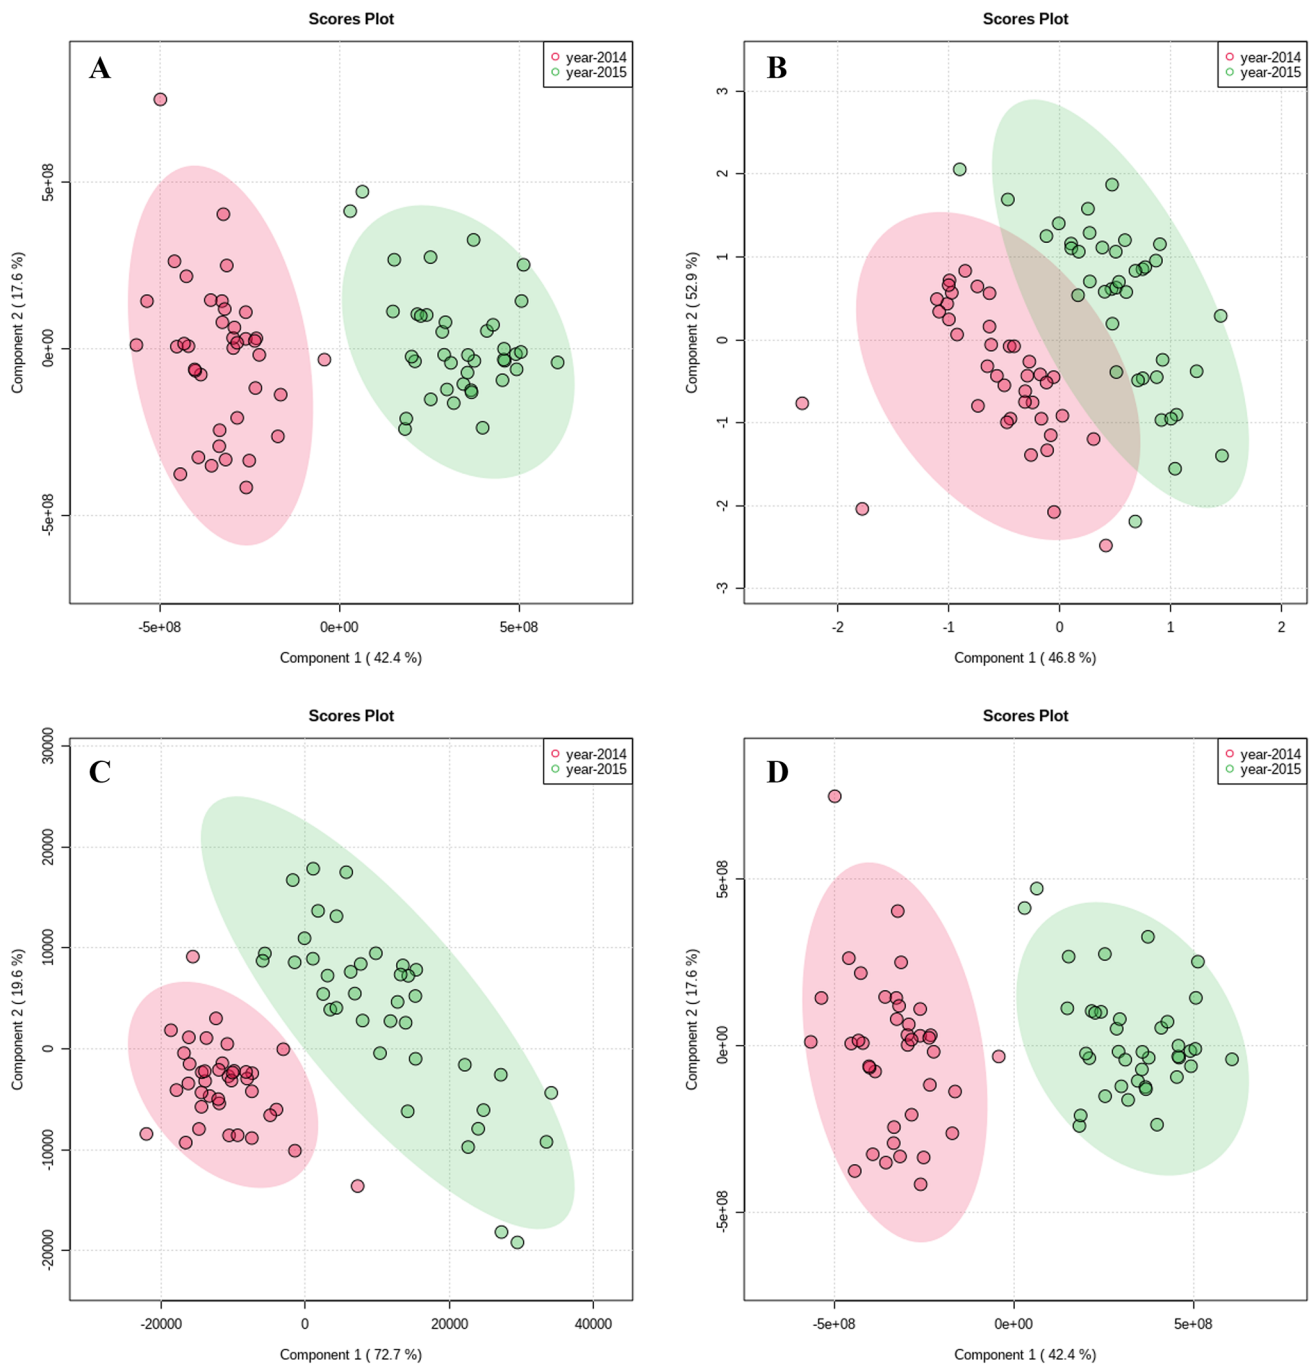 Scores Plot
A
year-2014
year-2015
5e+08
0e+00
-5e+08
Component 2 ( 17.6 %)
-5e+08 0e+00 5e+08
Component 1 ( 42.4 %)
Scores Plot
B
year-2014
year-2015
3
2
1
0
-1
-2
-3
Component 2 ( 52.9 %)
-2 -1 0 1 2
Component 1 ( 46.8 %)
Scores Plot
C
year-2014
year-2015
30000
20000
10000
0
-10000
-20000
Component 2 ( 19.6 %)
-20000 0 20000 40000
Component 1 ( 72.7 %)
Scores Plot
D
year-2014
year-2015
5e+08
0e+00
-5e+08
Component 2 ( 17.6 %)
-5e+08 0e+00 5e+08
Component 1 ( 42.4 %)